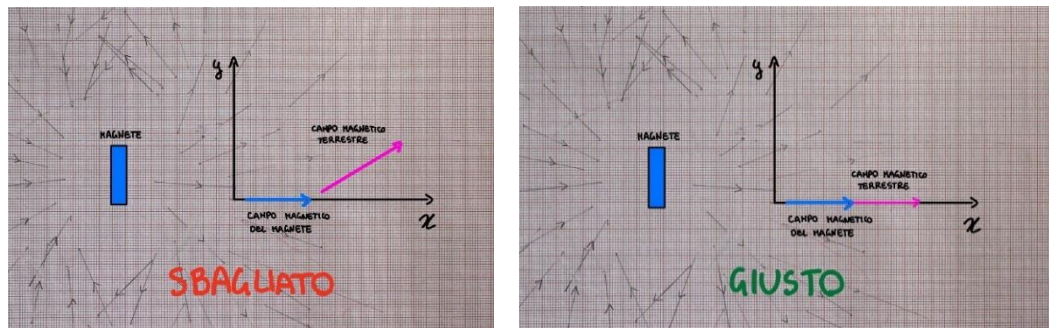 y
MAGNETE
CAMPO MAGNETICO
TERRESTRE
CAMPO MAGNETICO
DEL MAGNETE
x
SBAGLIATO
y
MAGNETE
CAMPO MAGNETICO
TERRESTRE
CAMPO MAGNETICO
DEL MAGNETE
x
GIUSTO